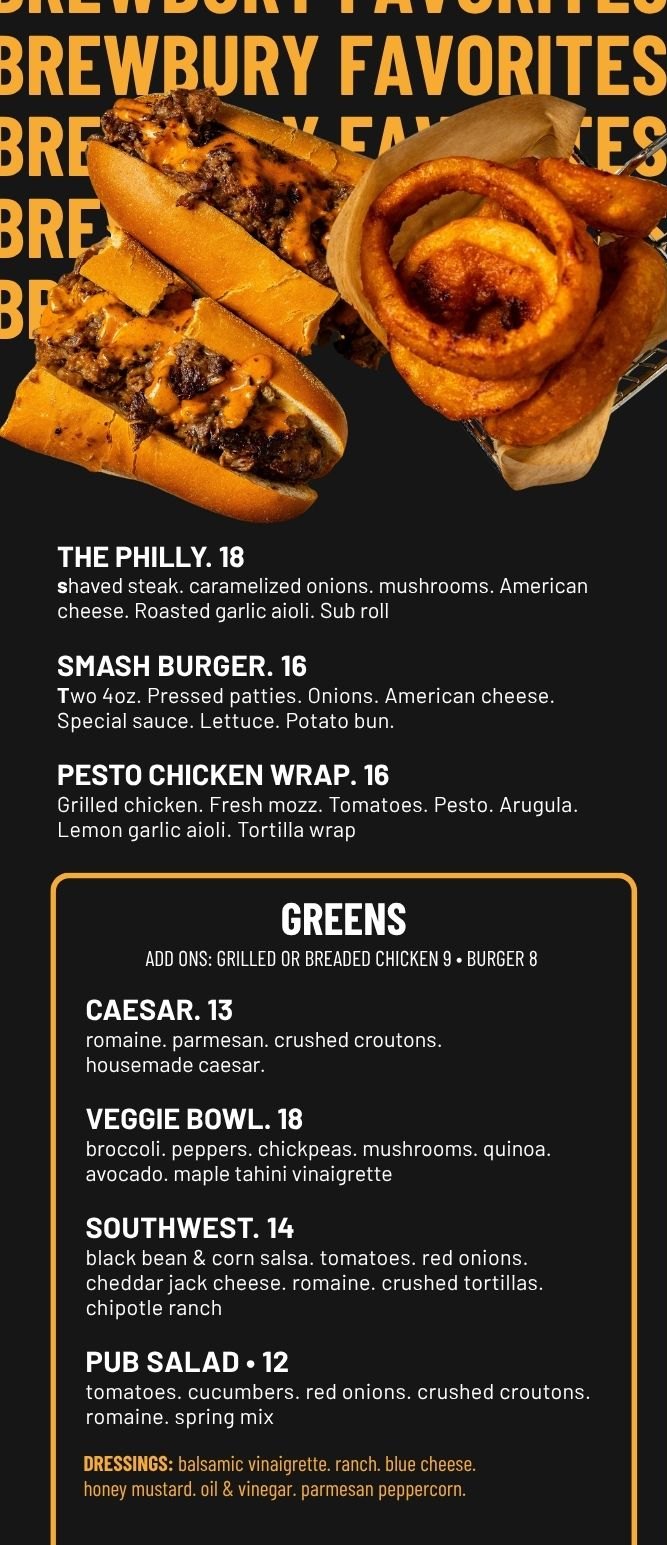 BREWBURY FAVORITES
BREWBURY FAVORITES
THE PHILLY. 18
shaved steak. caramelized onions. mushrooms. American
cheese. Roasted garlic aioli. Sub roll
SMASH BURGER. 16
Two 4oz. Pressed patties. Onions. American cheese.
Special sauce. Lettuce. Potato bun.
PESTO CHICKEN WRAP. 16
Grilled chicken. Fresh mozz. Tomatoes. Pesto. Arugula.
Lemon garlic aioli. Tortilla wrap
GREENS
ADD ONS: GRILLED OR BREADED CHICKEN 9 • BURGER 8
CAESAR. 13
romaine. parmesan. crushed croutons.
housemade caesar.
VEGGIE BOWL. 18
broccoli. peppers. chickpeas. mushrooms. quinoa.
avocado. maple tahini vinaigrette
SOUTHWEST. 14
black bean & corn salsa. tomatoes. red onions.
cheddar jack cheese. romaine. crushed tortillas.
chipotle ranch
PUB SALAD • 12
tomatoes. cucumbers. red onions. crushed croutons.
romaine. spring mix
DRESSINGS: balsamic vinaigrette. ranch. blue cheese.
honey mustard. oil & vinegar. parmesan peppercorn.